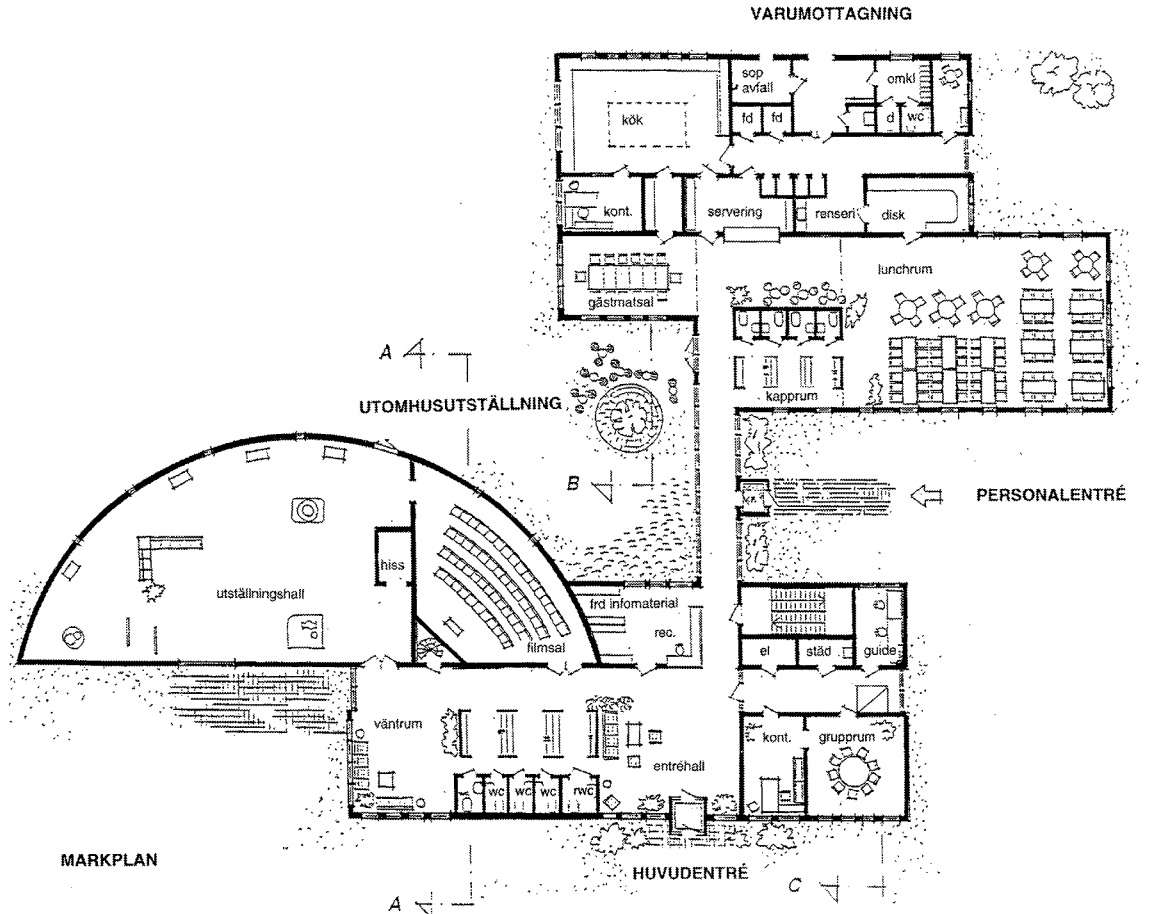 VARUMOTTAGNING
sop
avfall
omkl
kök
fd
fd
d
wc
kont.
servering
renseri
disk
lunchrum
gästmatsal
A
UTOMHUSUTSTÄLLNING
kapprum
B
PERSONALENTRÉ
hiss
utställningshall
frd infomaterial
rec.
filmsal
el
städ
guide
väntrum
kont.
grupprum
entréhall
wc
wc
wc
rwc
MARKPLAN
HUVUDENTRÉ
C
A